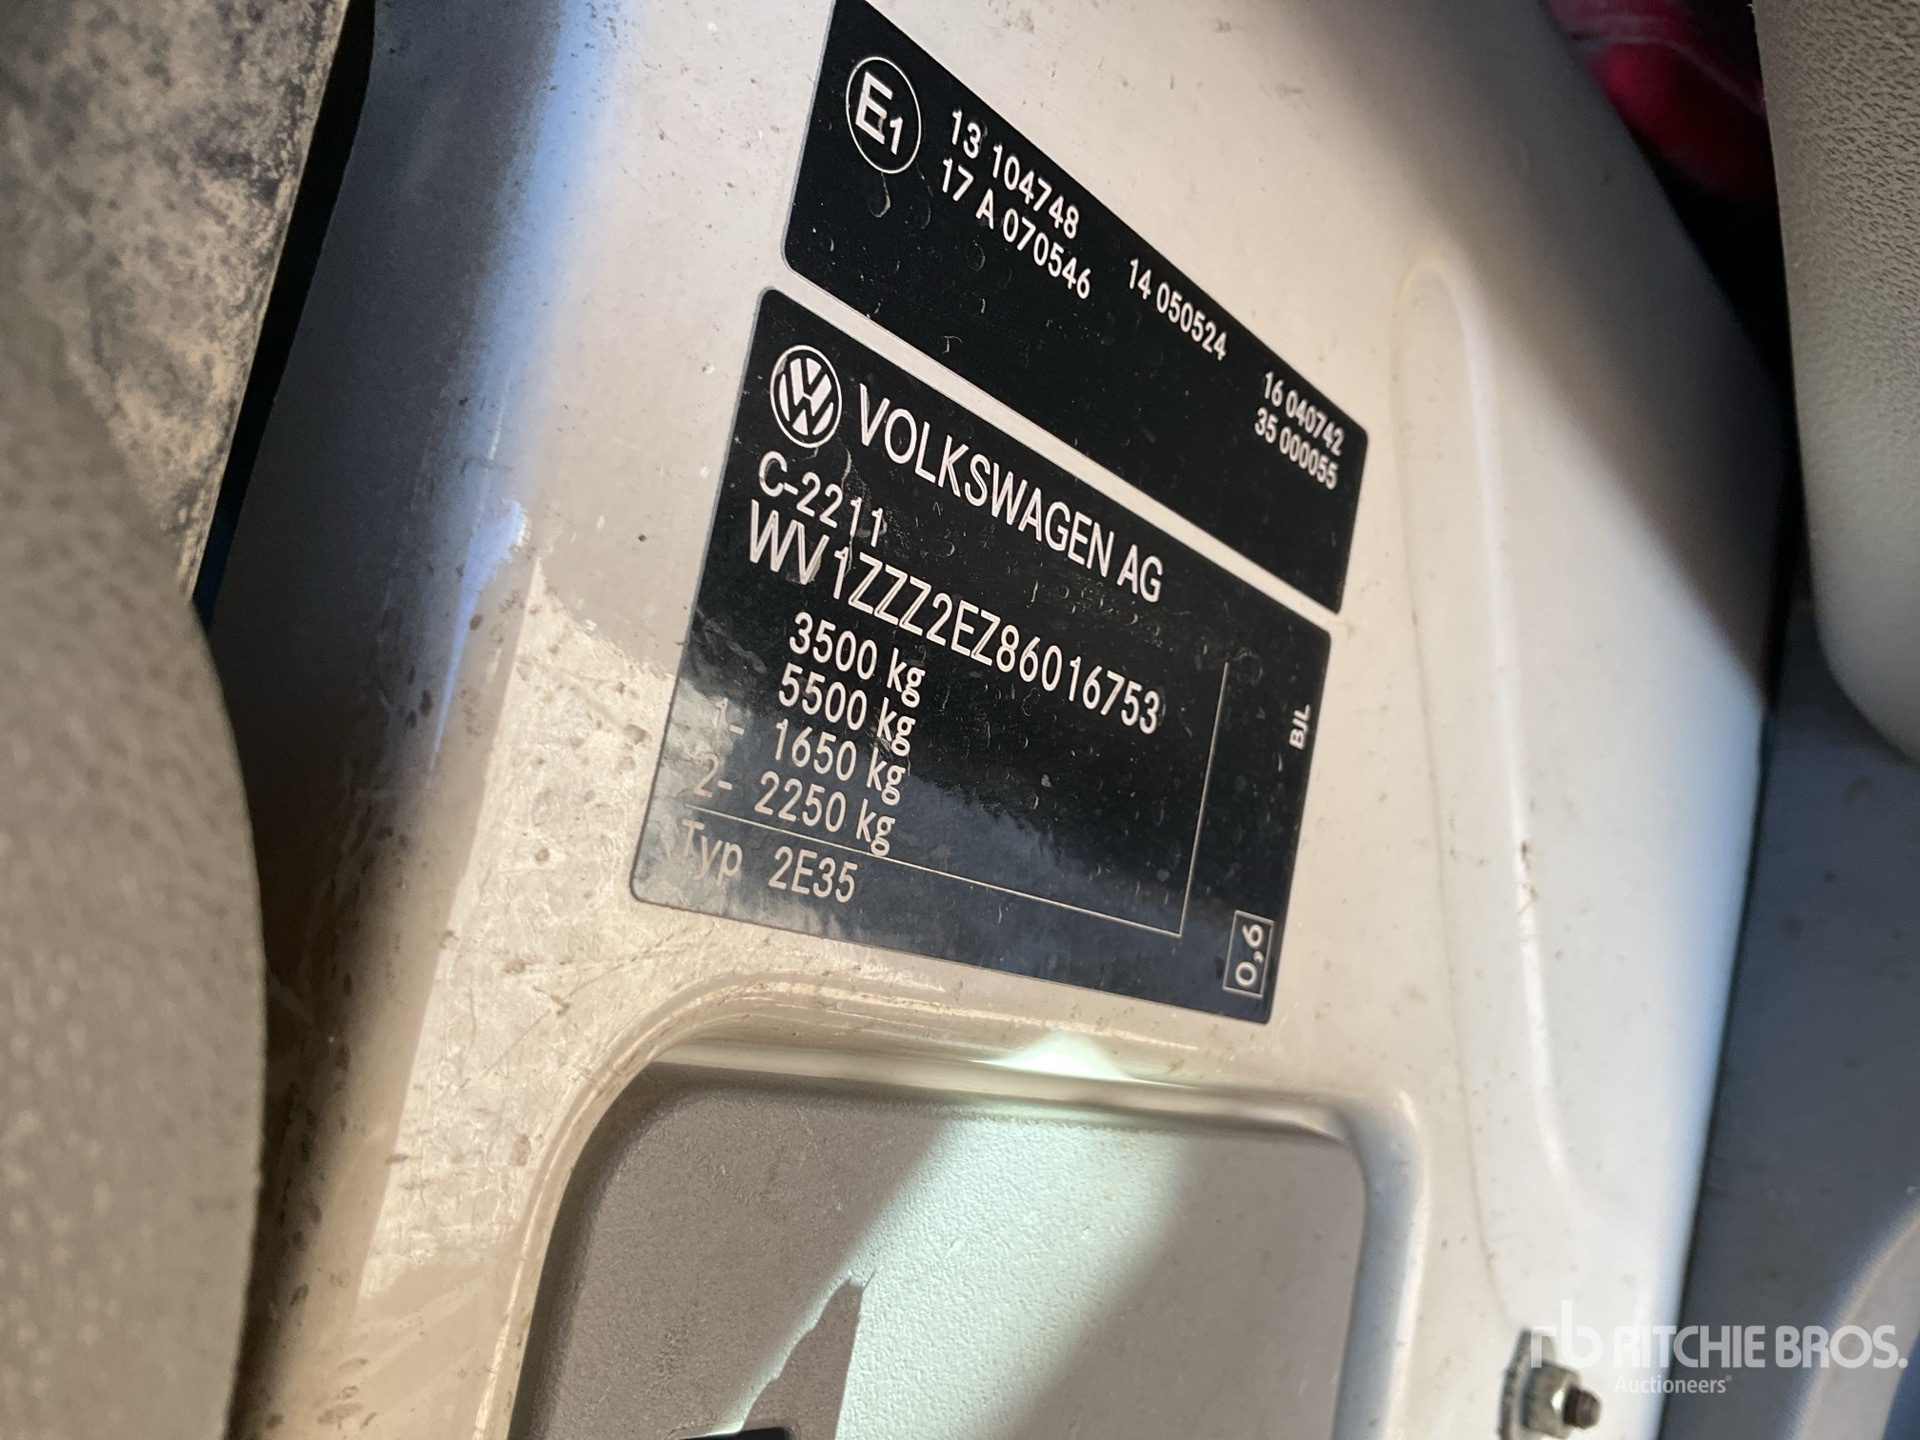 E1
13 104748 14 050524 16 040742
17 A 070546 35 000055
VOLKSWAGEN AG
C-2211
WV1ZZZ2EZ86016753
3500 kg
5500 kg
1- 1650 kg
2- 2250 kg
Typ 2E35
BJL
0,6
rb RITCHIE BROS.
Auctioneers